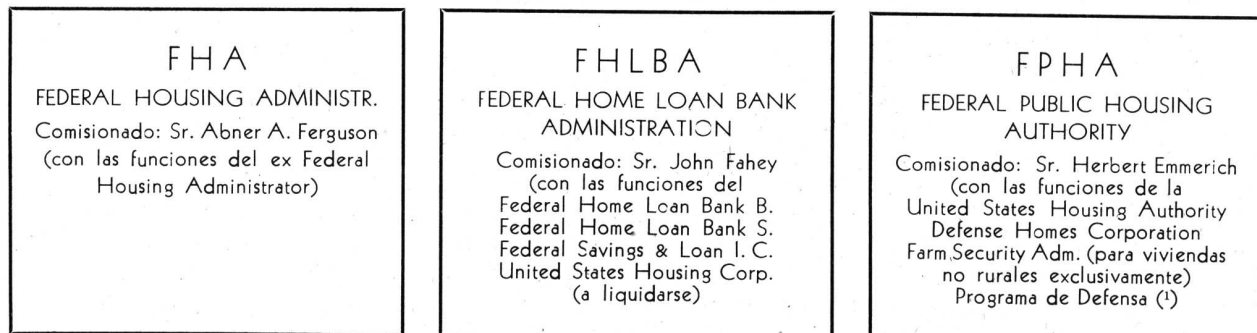 FHA
FEDERAL HOUSING ADMINISTR.
Comisionado: Sr. Abner A. Ferguson
(con las funciones del ex Federal
Housing Administrator)
FHLBA
FEDERAL HOME LOAN BANK
ADMINISTRATION
Comisionado: Sr. John Fahey
(con las funciones del
Federal Home Loan Bank B.
Federal Home Loan Bank S.
Federal Savings & Loan I. C.
United States Housing Corp.
(a liquidarse)
FPHA
FEDERAL PUBLIC HOUSING
AUTHORITY
Comisionado: Sr. Herbert Emmerich
(con las funciones de la
United States Housing Authority
Defense Homes Corporation
Farm Security Adm. (para viviendas
no rurales exclusivamente)
Programa de Defensa (¹)